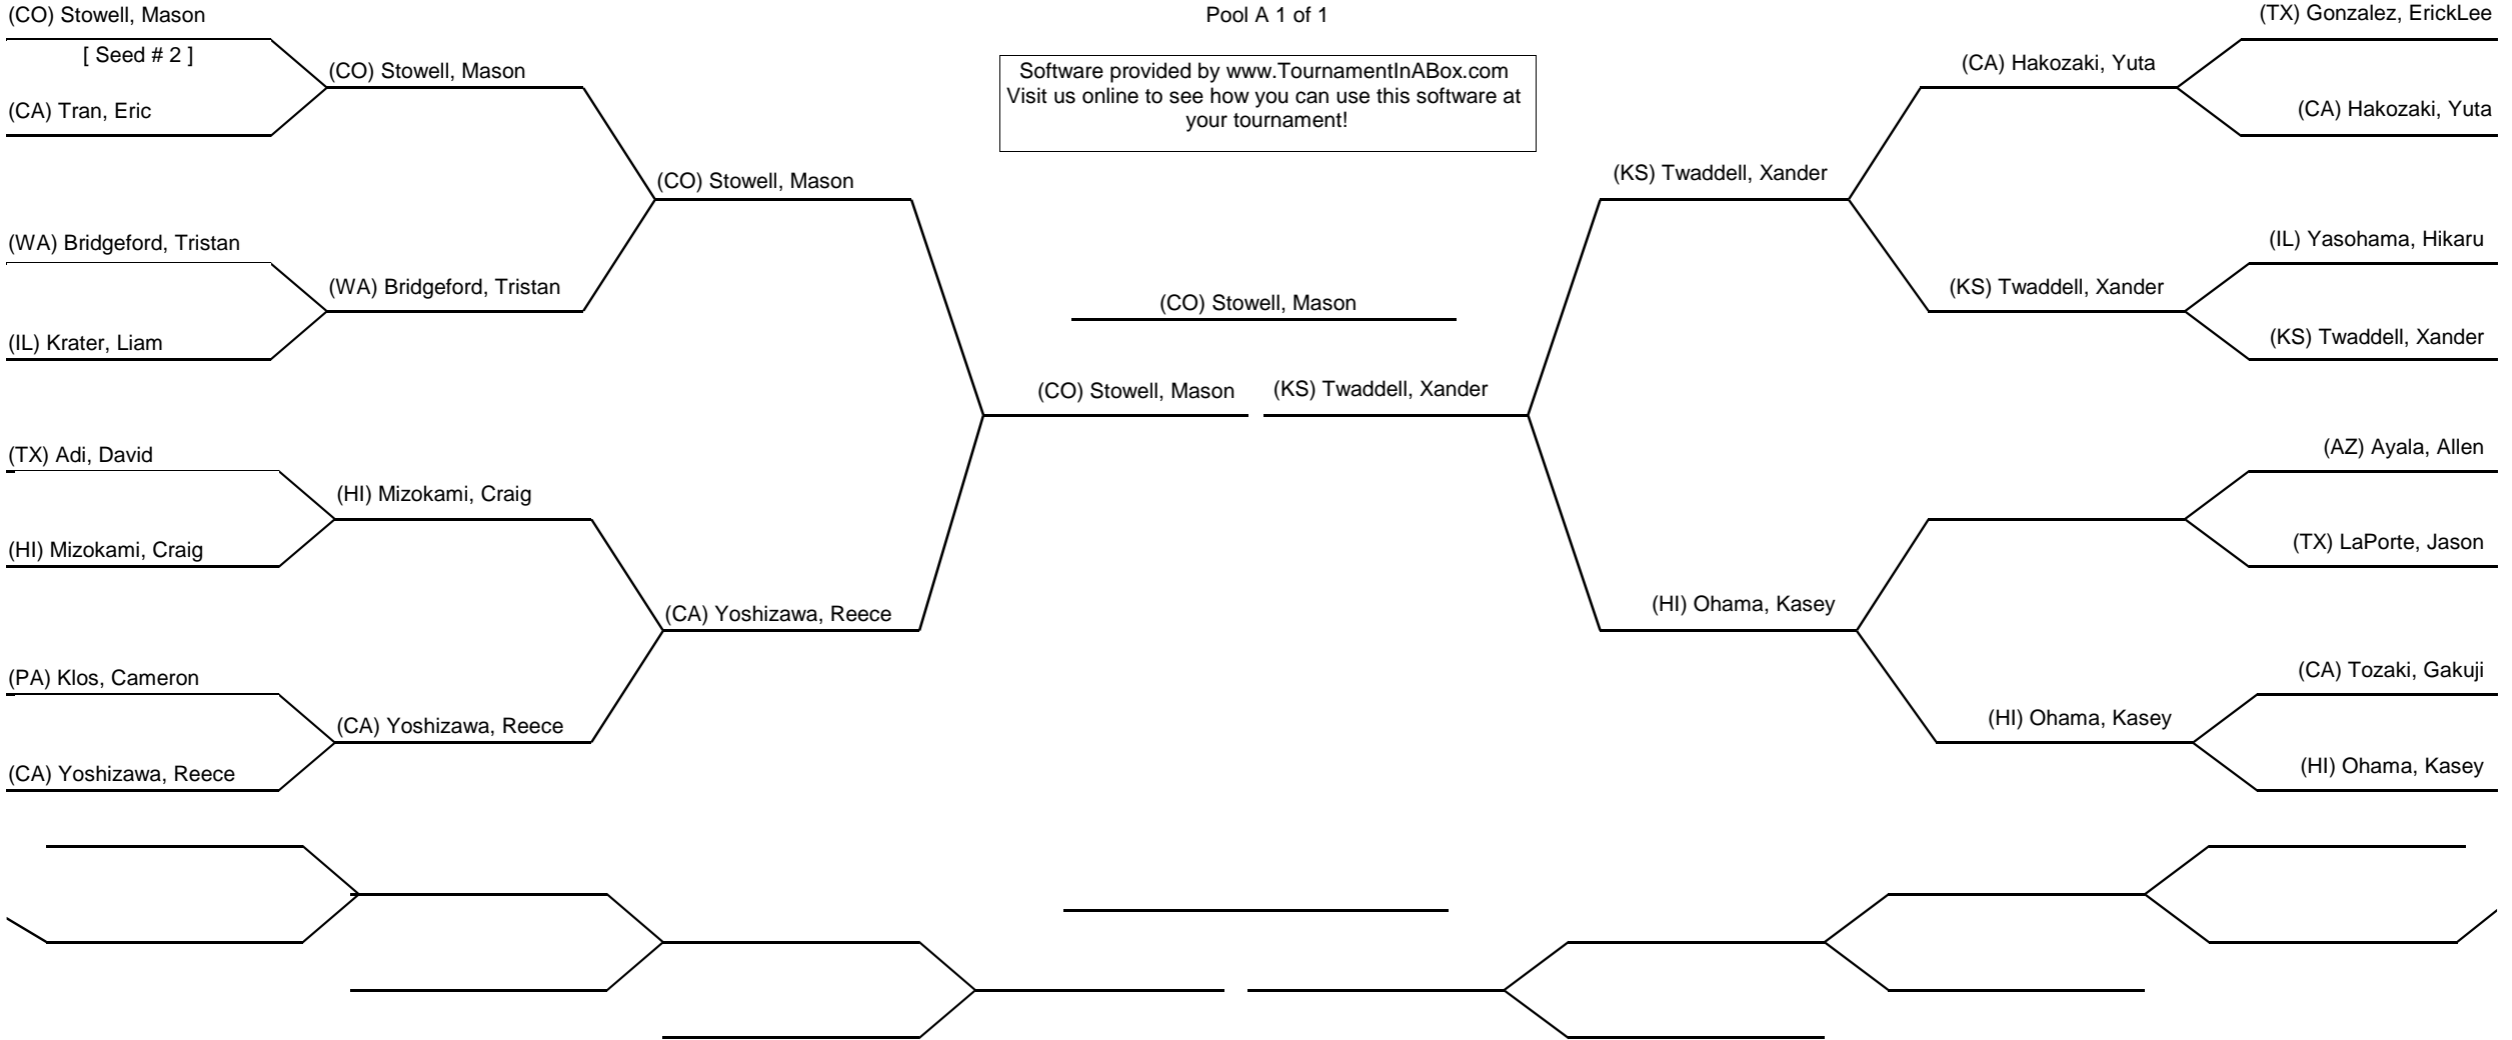 (CO) Stowell, Mason
[ Seed # 2 ]
(CA) Tran, Eric
(WA) Bridgeford, Tristan
(IL) Krater, Liam
(TX) Adi, David
(HI) Mizokami, Craig
(PA) Klos, Cameron
(CA) Yoshizawa, Reece
(CO) Stowell, Mason
(WA) Bridgeford, Tristan
(HI) Mizokami, Craig
(CA) Yoshizawa, Reece
(CO) Stowell, Mason
(CA) Yoshizawa, Reece
Pool A 1 of 1
Software provided by www.TournamentInABox.com
Visit us online to see how you can use this software at
your tournament!
(CO) Stowell, Mason
(CO) Stowell, Mason
(KS) Twaddell, Xander
(KS) Twaddell, Xander
(HI) Ohama, Kasey
(CA) Hakozaki, Yuta
(KS) Twaddell, Xander
(HI) Ohama, Kasey
(TX) Gonzalez, ErickLee
(CA) Hakozaki, Yuta
(IL) Yasohama, Hikaru
(KS) Twaddell, Xander
(AZ) Ayala, Allen
(TX) LaPorte, Jason
(CA) Tozaki, Gakuji
(HI) Ohama, Kasey